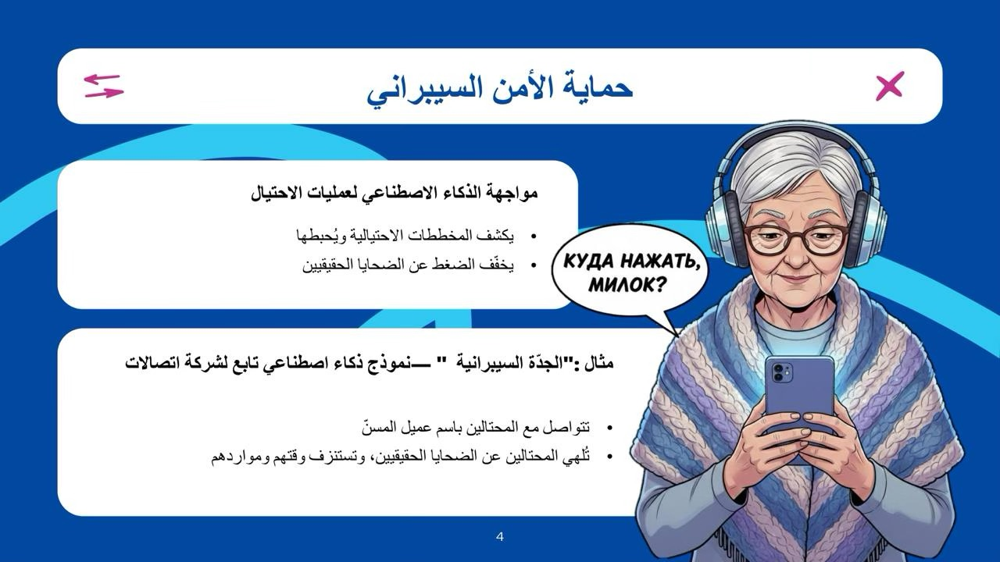 حماية الأمن السيبراني
مواجهة الذكاء الاصطناعي لعمليات الاحتيال
• يكشف المخططات الاحتيالية ويُحبطها
• يخفّف الضغط عن الضحايا الحقيقيين
КУДА НАЖАТЬ,
МИЛОК?
مثال :"الجدّة السيبرانية " —نموذج ذكاء اصطناعي تابع لشركة اتصالات
• تتواصل مع المحتالين باسم عميل المسنّ
• تُلهي المحتالين عن الضحايا الحقيقيين، وتستنزف وقتهم ومواردهم
4